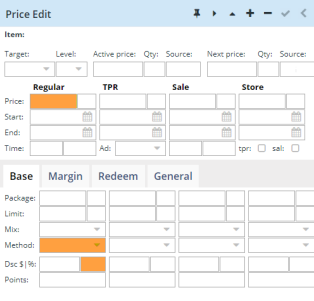 Price Edit
Item:
Target: Level: Active price: Qty: Source: Next price: Qty: Source:
Regular TPR Sale Store
Price:
Start:
End:
Time: Ad: tpr: sal:
Base Margin Redeem General
Package:
Limit:
Mix:
Method:
Dsc $|%:
Points: